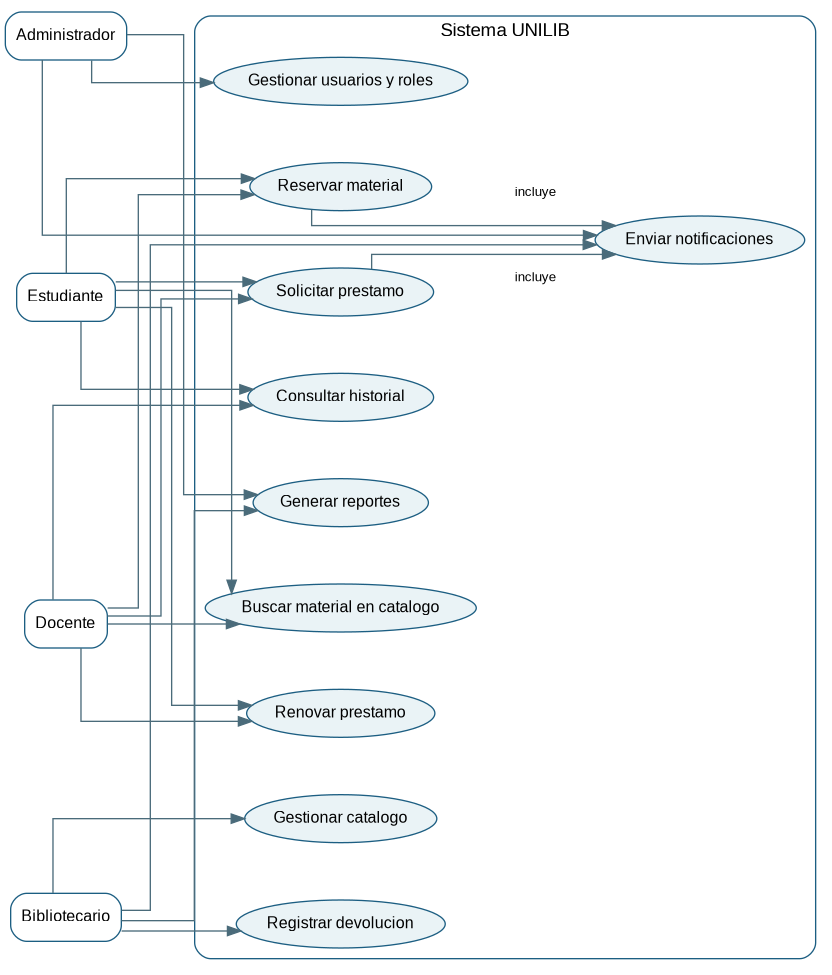 Administrador
Sistema UNILIB
Gestionar usuarios y roles
Reservar material
incluye
Enviar notificaciones
Estudiante
Solicitar prestamo
incluye
Consultar historial
Generar reportes
Buscar material en catalogo
Docente
Renovar prestamo
Gestionar catalogo
Bibliotecario
Registrar devolucion